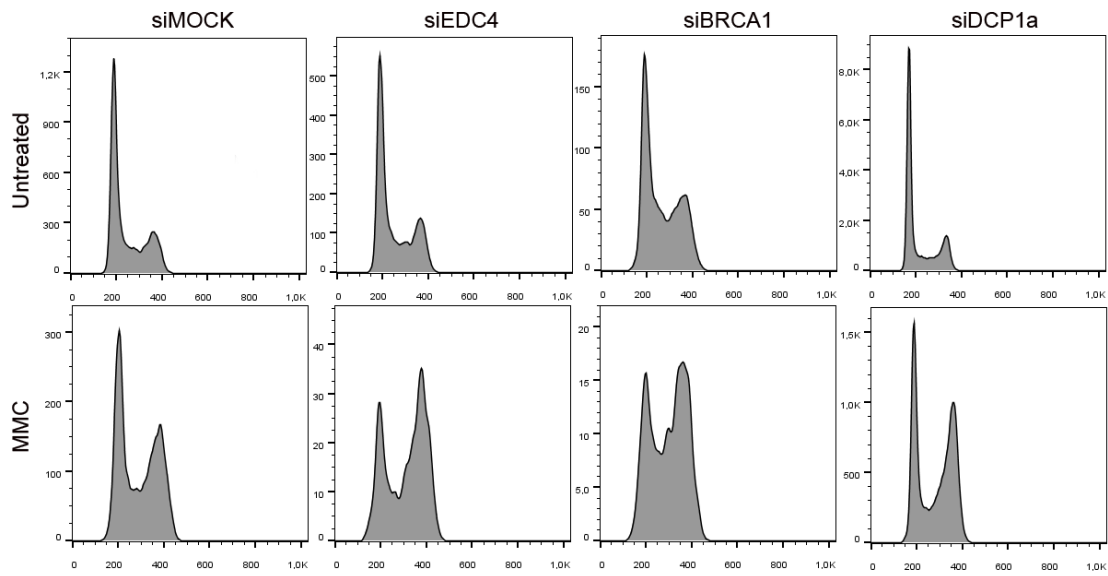 siMOCK siEDC4 siBRCA1 siDCP1a
Untreated
1,2K
900
600
300
0
0 200 400 600 800 1,0K
500
400
300
200
100
0
0 200 400 600 800 1,0K
150
100
50
0
0 200 400 600 800 1,0K
8,0K
6,0K
4,0K
2,0K
0
0 200 400 600 800 1,0K
MMC
300
200
100
0
0 200 400 600 800 1,0K
40
30
20
10
0
0 200 400 600 800 1,0K
20
15
10
5,0
0,0
0 200 400 600 800 1,0K
1,5K
1,0K
500
0
0 200 400 600 800 1,0K